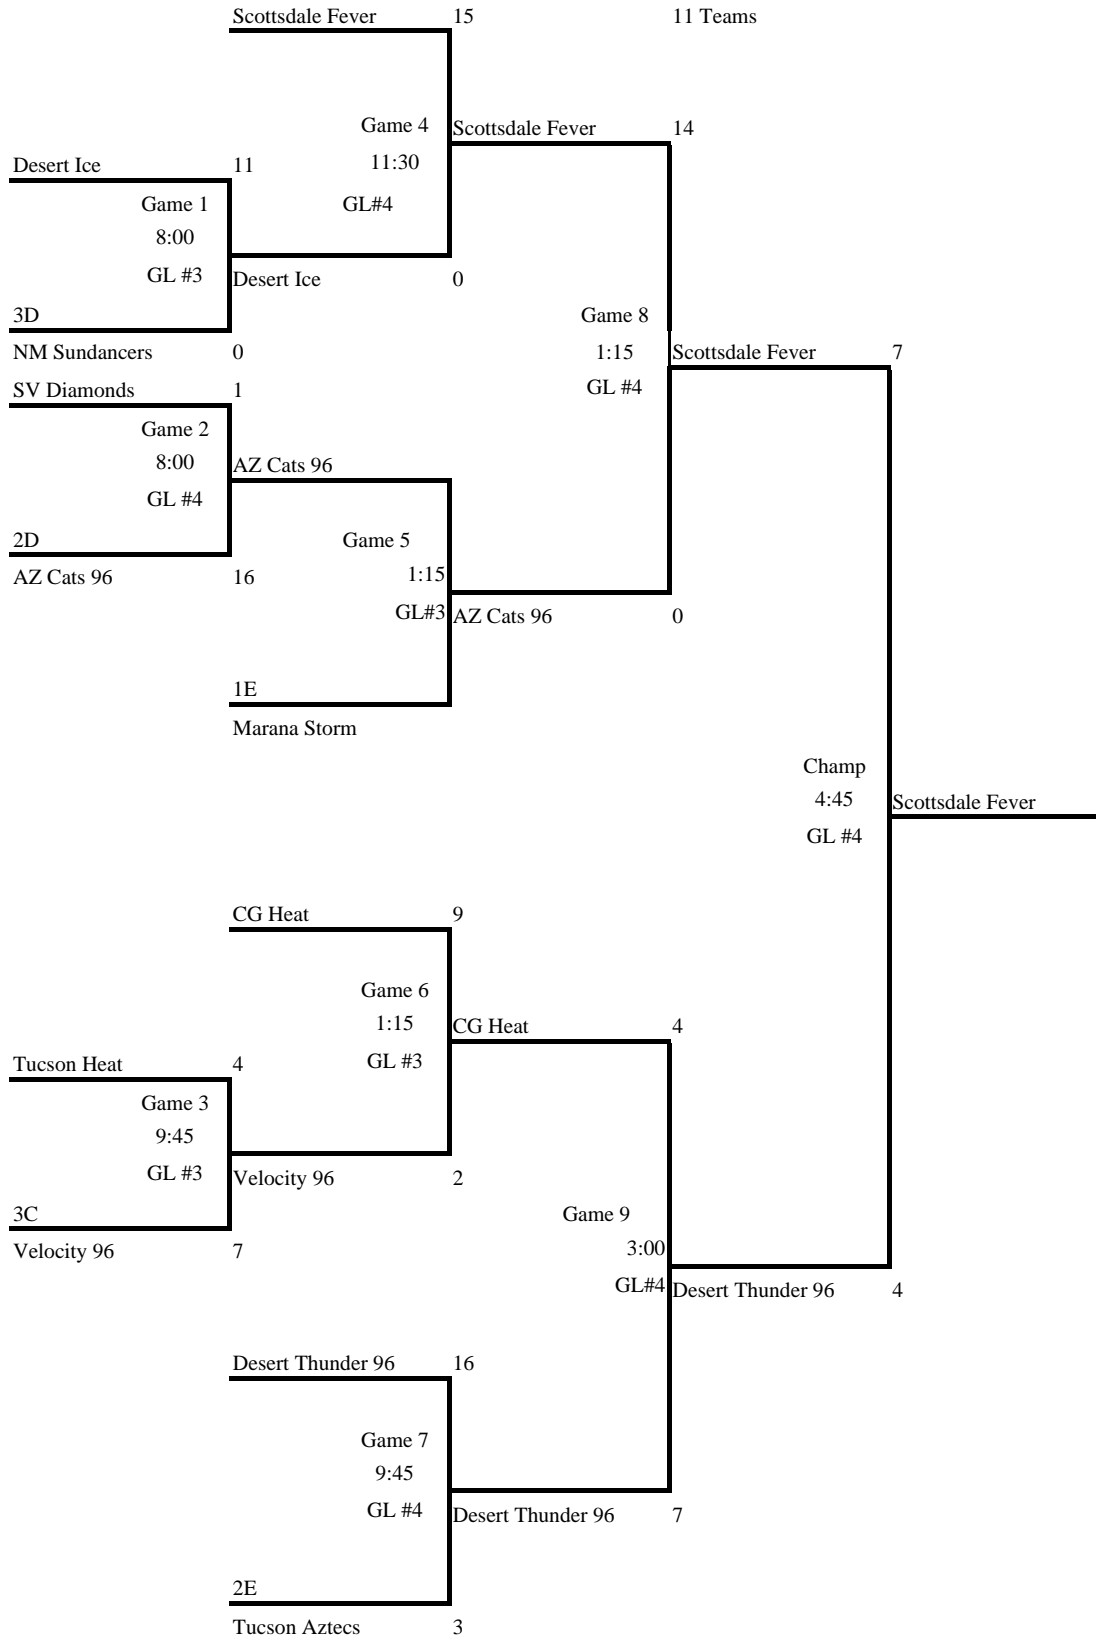 Scottsdale Fever 15 11 Teams
Game 4 Scottsdale Fever 14
Desert Ice 11 11:30
Game 1 GL#4
8:00
GL #3 Desert Ice 0
3D Game 8
NM Sundancers 0 1:15 Scottsdale Fever 7
SV Diamonds 1 GL #4
Game 2
8:00 AZ Cats 96
GL #4
2D Game 5
AZ Cats 96 16 1:15
GL#3 AZ Cats 96 0
1E
Marana Storm
Champ
4:45 Scottsdale Fever
GL #4
CG Heat 9
Game 6
1:15 CG Heat 4
Tucson Heat 4 GL #3
Game 3
9:45
GL #3 Velocity 96 2
3C Game 9
Velocity 96 7 3:00
GL#4 Desert Thunder 96 4
Desert Thunder 96 16
Game 7
9:45
GL #4 Desert Thunder 96 7
2E
Tucson Aztecs 3